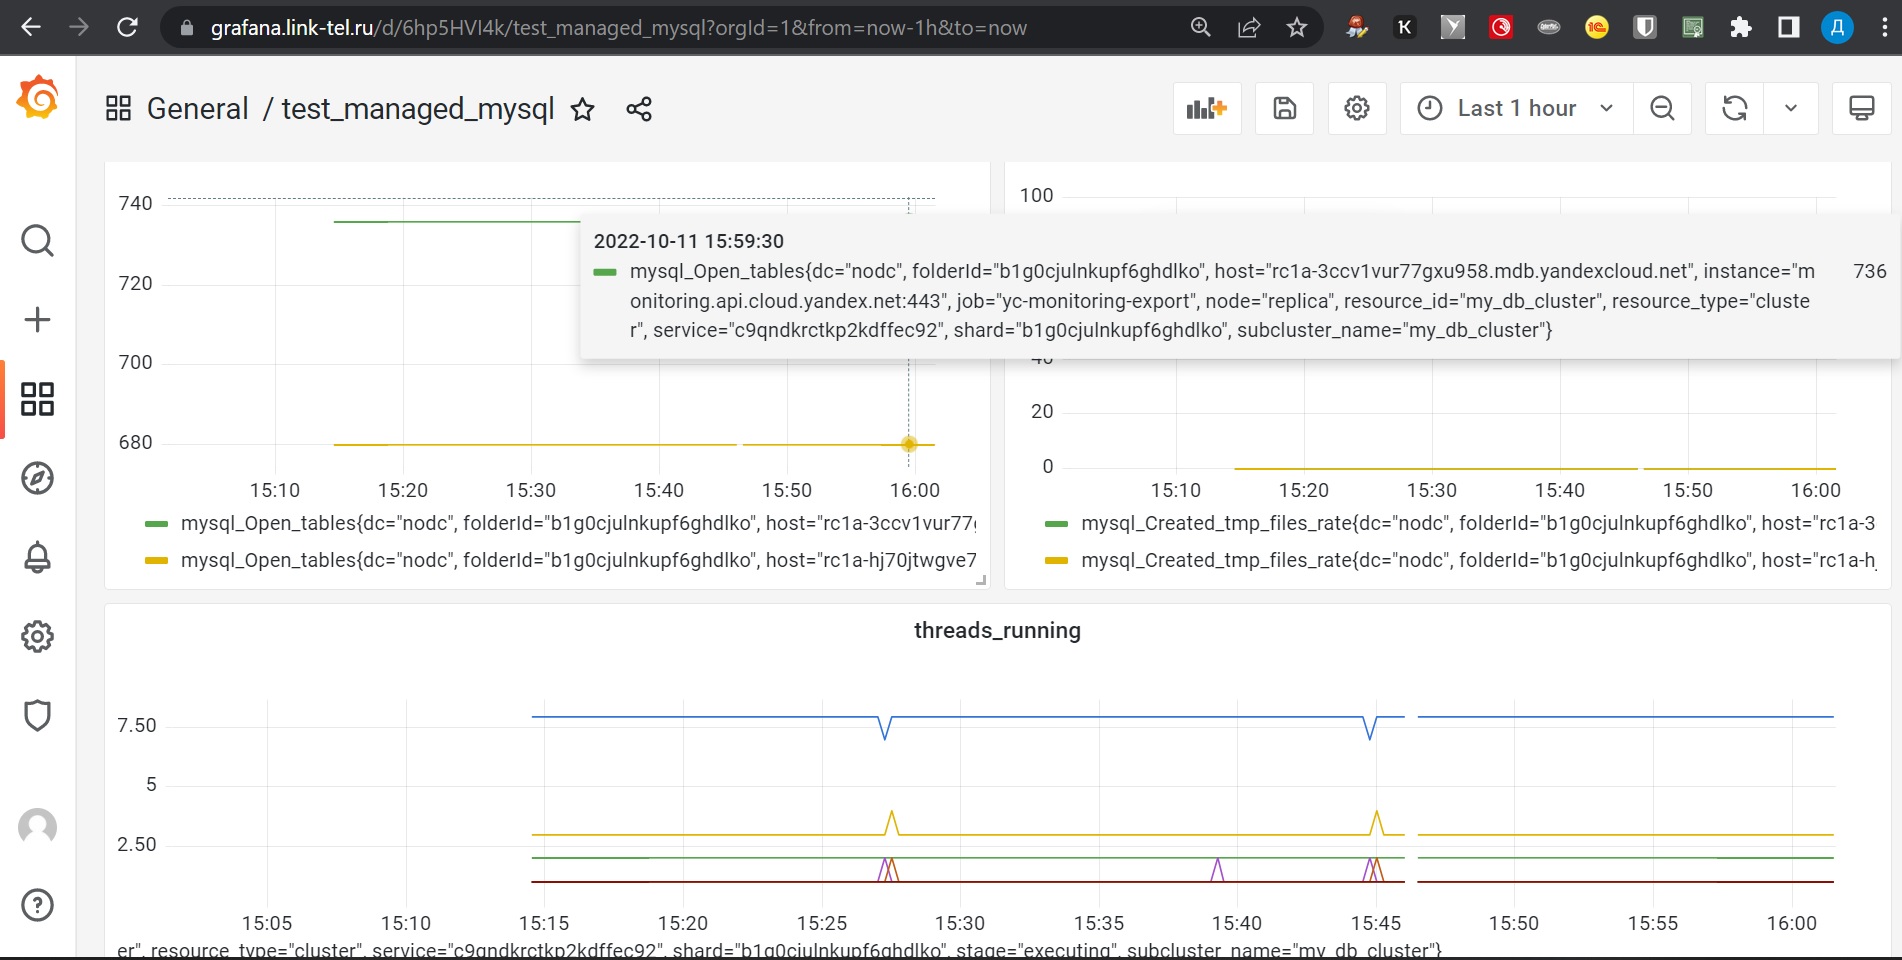 grafana.link-tel.ru/d/6hp5HVI4k/test_managed_mysql?orgId=1&from=now-1h&to=now
K
Д
General / test_managed_mysql
Last 1 hour
740
720
700
680
15:10 15:20 15:30 15:40 15:50 16:00
mysql_Open_tables{dc="nodc", folderId="b1g0cjulnkupf6ghdlko", host="rc1a-3ccv1vur77
mysql_Open_tables{dc="nodc", folderId="b1g0cjulnkupf6ghdlko", host="rc1a-hj70jtwgve7
2022-10-11 15:59:30
mysql_Open_tables{dc="nodc", folderId="b1g0cjulnkupf6ghdlko", host="rc1a-3ccv1vur77gxu958.mdb.yandexcloud.net", instance="m 736
onitoring.api.cloud.yandex.net:443", job="yc-monitoring-export", node="replica", resource_id="my_db_cluster", resource_type="cluste
r", service="c9qndkrctkp2kdffec92", shard="b1g0cjulnkupf6ghdlko", subcluster_name="my_db_cluster"}
100
40
20
0
15:10 15:20 15:30 15:40 15:50 16:00
mysql_Created_tmp_files_rate{dc="nodc", folderId="b1g0cjulnkupf6ghdlko", host="rc1a-3
mysql_Created_tmp_files_rate{dc="nodc", folderId="b1g0cjulnkupf6ghdlko", host="rc1a-h
threads_running
7.50
5
2.50
15:05 15:10 15:15 15:20 15:25 15:30 15:35 15:40 15:45 15:50 15:55 16:00
er", resource_type="cluster", service="c9qndkrctkp2kdffec92", shard="b1g0cjulnkupf6ghdlko", stage="executing", subcluster_name="my_db_cluster"}